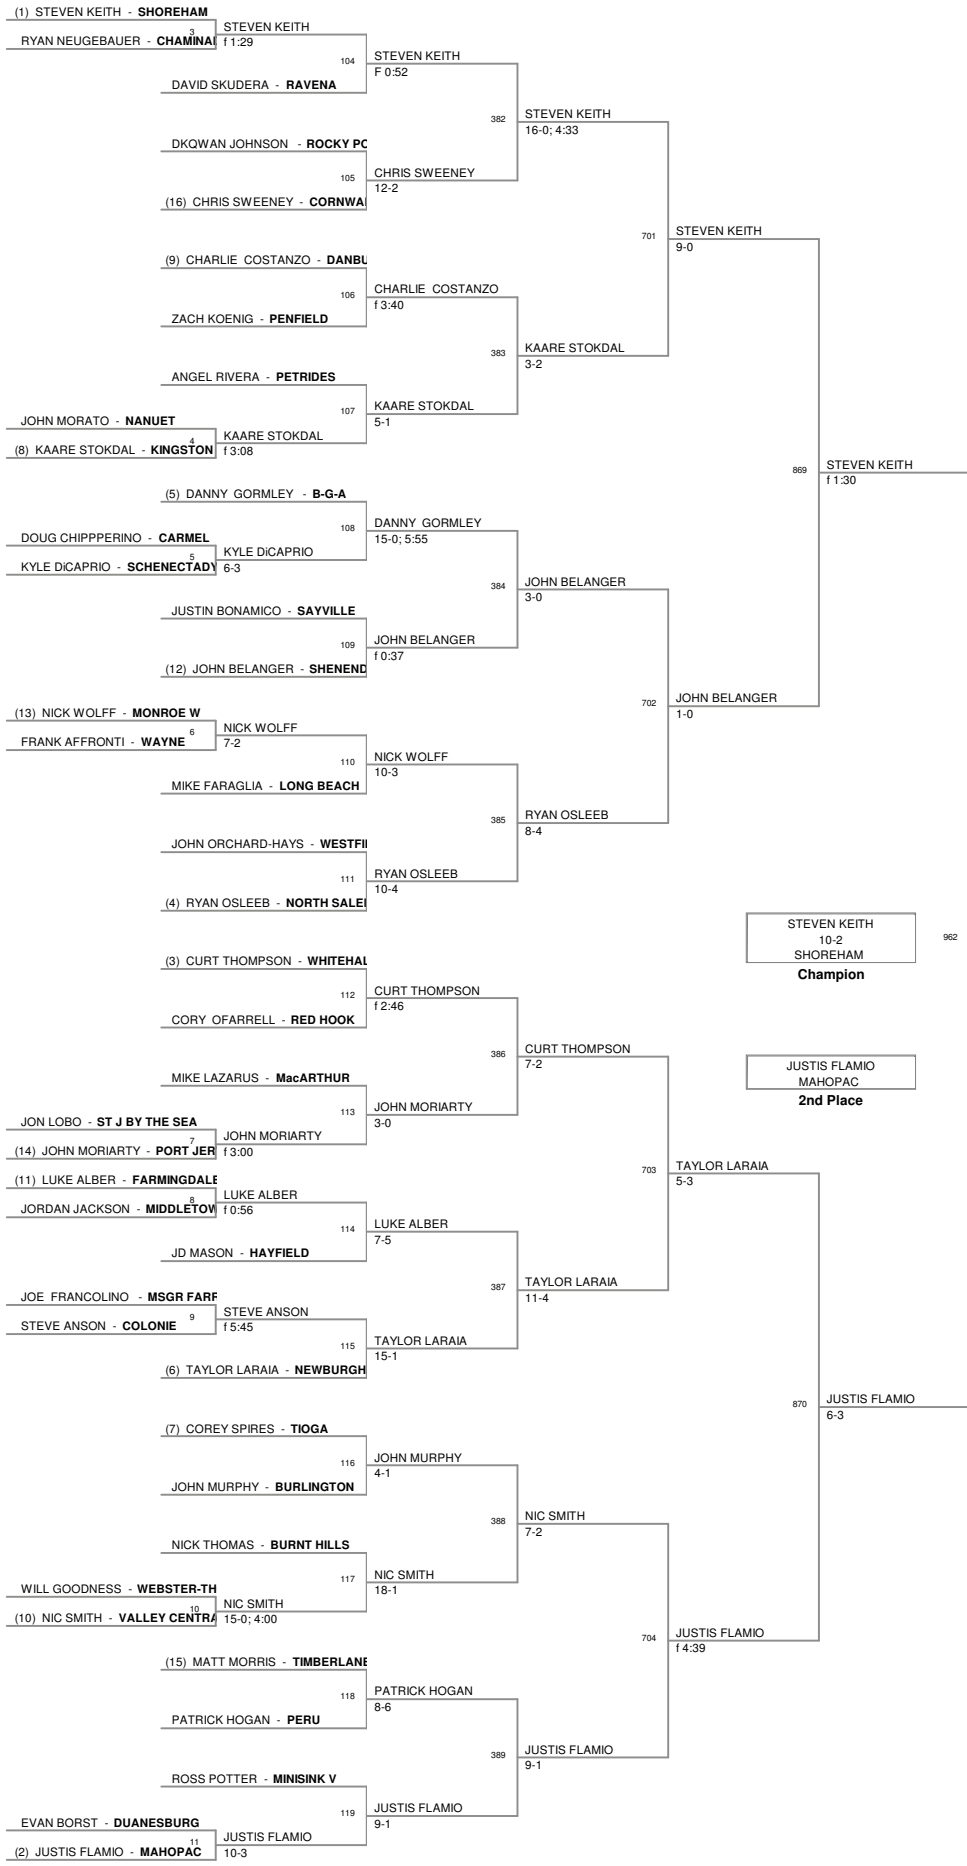 (1) STEVEN KEITH - SHOREHAM
3
STEVEN KEITH
RYAN NEUGEBAUER - CHAMINA
f 1:29
104
STEVEN KEITH
F 0:52
DAVID SKUDERA - RAVENA
382
STEVEN KEITH
16-0; 4:33
DKQWAN JOHNSON - ROCKY PO
105
CHRIS SWEENEY
12-2
(16) CHRIS SWEENEY - CORNWA
701
STEVEN KEITH
9-0
(9) CHARLIE COSTANZO - DANBU
106
CHARLIE COSTANZO
f 3:40
ZACH KOENIG - PENFIELD
383
KAARE STOKDAL
3-2
ANGEL RIVERA - PETRIDES
107
KAARE STOKDAL
5-1
JOHN MORATO - NANUET
4
KAARE STOKDAL
(8) KAARE STOKDAL - KINGSTON
f 3:08
869
STEVEN KEITH
f 1:30
(5) DANNY GORMLEY - B-G-A
108
DANNY GORMLEY
15-0; 5:55
DOUG CHIPPPERINO - CARMEL
5
KYLE DiCAPRIO
KYLE DiCAPRIO - SCHENECTADY
6-3
384
JOHN BELANGER
3-0
JUSTIN BONAMICO - SAYVILLE
109
JOHN BELANGER
f 0:37
(12) JOHN BELANGER - SHENEND
702
JOHN BELANGER
1-0
(13) NICK WOLFF - MONROE W
6
NICK WOLFF
FRANK AFFRONTI - WAYNE
7-2
110
NICK WOLFF
10-3
MIKE FARAGLIA - LONG BEACH
385
RYAN OSLEEB
8-4
JOHN ORCHARD-HAYS - WESTFI
111
RYAN OSLEEB
10-4
(4) RYAN OSLEEB - NORTH SALE
STEVEN KEITH
10-2
SHOREHAM
962
Champion
(3) CURT THOMPSON - WHITEHAL
112
CURT THOMPSON
f 2:46
CORY OFARRELL - RED HOOK
386
CURT THOMPSON
7-2
JUSTIS FLAMIO
MAHOPAC
2nd Place
MIKE LAZARUS - MacARTHUR
113
JOHN MORIARTY
3-0
JON LOBO - ST J BY THE SEA
7
JOHN MORIARTY
(14) JOHN MORIARTY - PORT JER
f 3:00
703
TAYLOR LARAIA
5-3
(11) LUKE ALBER - FARMINGDALE
8
LUKE ALBER
JORDAN JACKSON - MIDDLETOW
f 0:56
114
LUKE ALBER
7-5
JD MASON - HAYFIELD
387
TAYLOR LARAIA
11-4
JOE FRANCOLINO - MSGR FARR
9
STEVE ANSON
STEVE ANSON - COLONIE
f 5:45
115
TAYLOR LARAIA
15-1
(6) TAYLOR LARAIA - NEWBURGH
870
JUSTIS FLAMIO
6-3
(7) COREY SPIRES - TIOGA
116
JOHN MURPHY
4-1
JOHN MURPHY - BURLINGTON
388
NIC SMITH
7-2
NICK THOMAS - BURNT HILLS
117
NIC SMITH
18-1
WILL GOODNESS - WEBSTER-TH
10
NIC SMITH
(10) NIC SMITH - VALLEY CENTRA
15-0; 4:00
704
JUSTIS FLAMIO
f 4:39
(15) MATT MORRIS - TIMBERLANE
118
PATRICK HOGAN
8-6
PATRICK HOGAN - PERU
389
JUSTIS FLAMIO
9-1
ROSS POTTER - MINISINK V
119
JUSTIS FLAMIO
9-1
EVAN BORST - DUANESBURG
11
JUSTIS FLAMIO
(2) JUSTIS FLAMIO - MAHOPAC
10-3